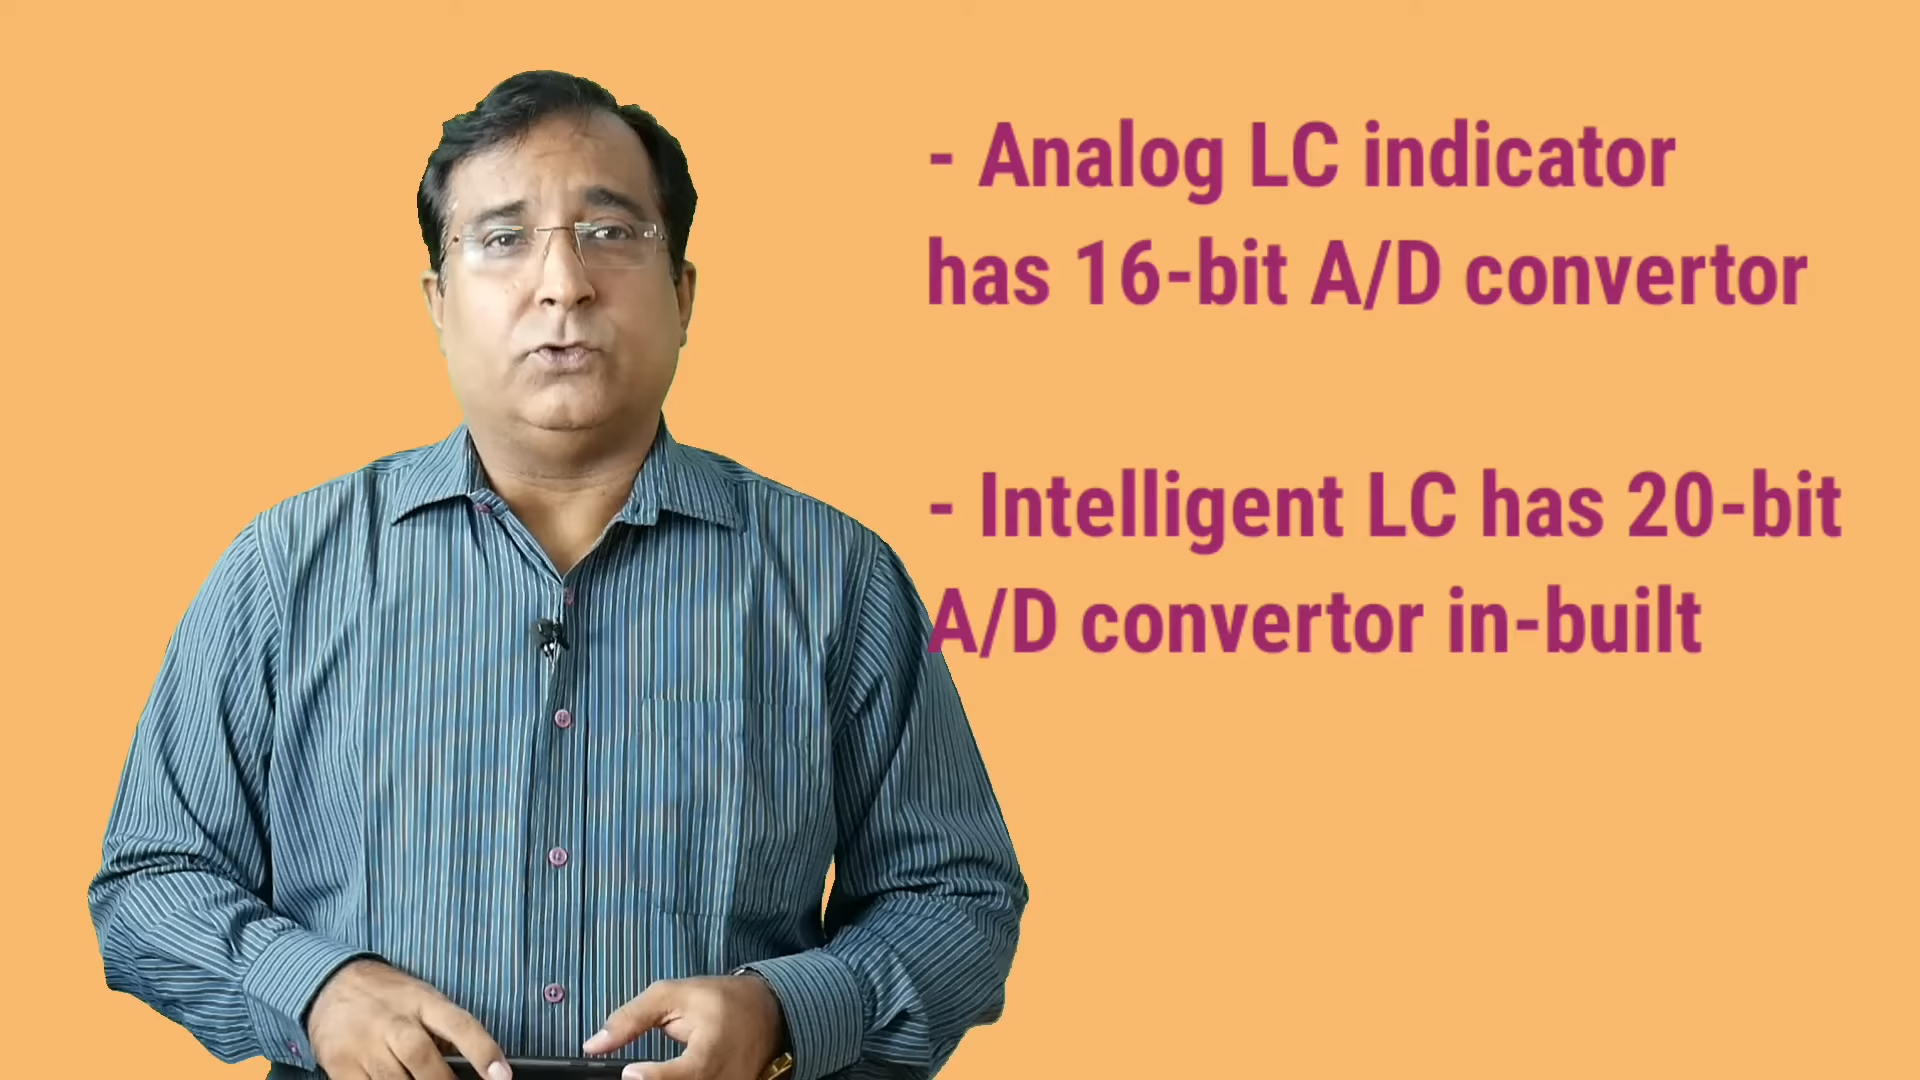 - Analog LC indicator
has 16-bit A/D convertor
- Intelligent LC has 20-bit
A/D convertor in-built